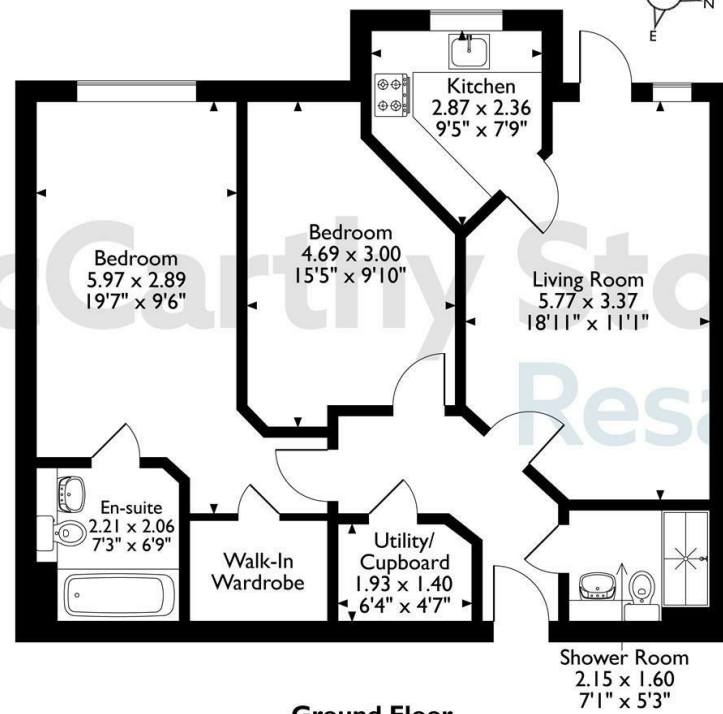 N
E
Kitchen
2.87 x 2.36
9'5" x 7'9"
Bedroom
5.97 x 2.89
19'7" x 9'6"
Bedroom
4.69 x 3.00
15'5" x 9'10"
Living Room
5.77 x 3.37
18'11" x 11'1"
cCarthy Sto
Resa
En-suite
2.21 x 2.06
7'3" x 6'9"
Walk-In
Wardrobe
Utility/
Cupboard
1.93 x 1.40
6'4" x 4'7"
Shower Room
2.15 x 1.60
7'1" x 5'3"